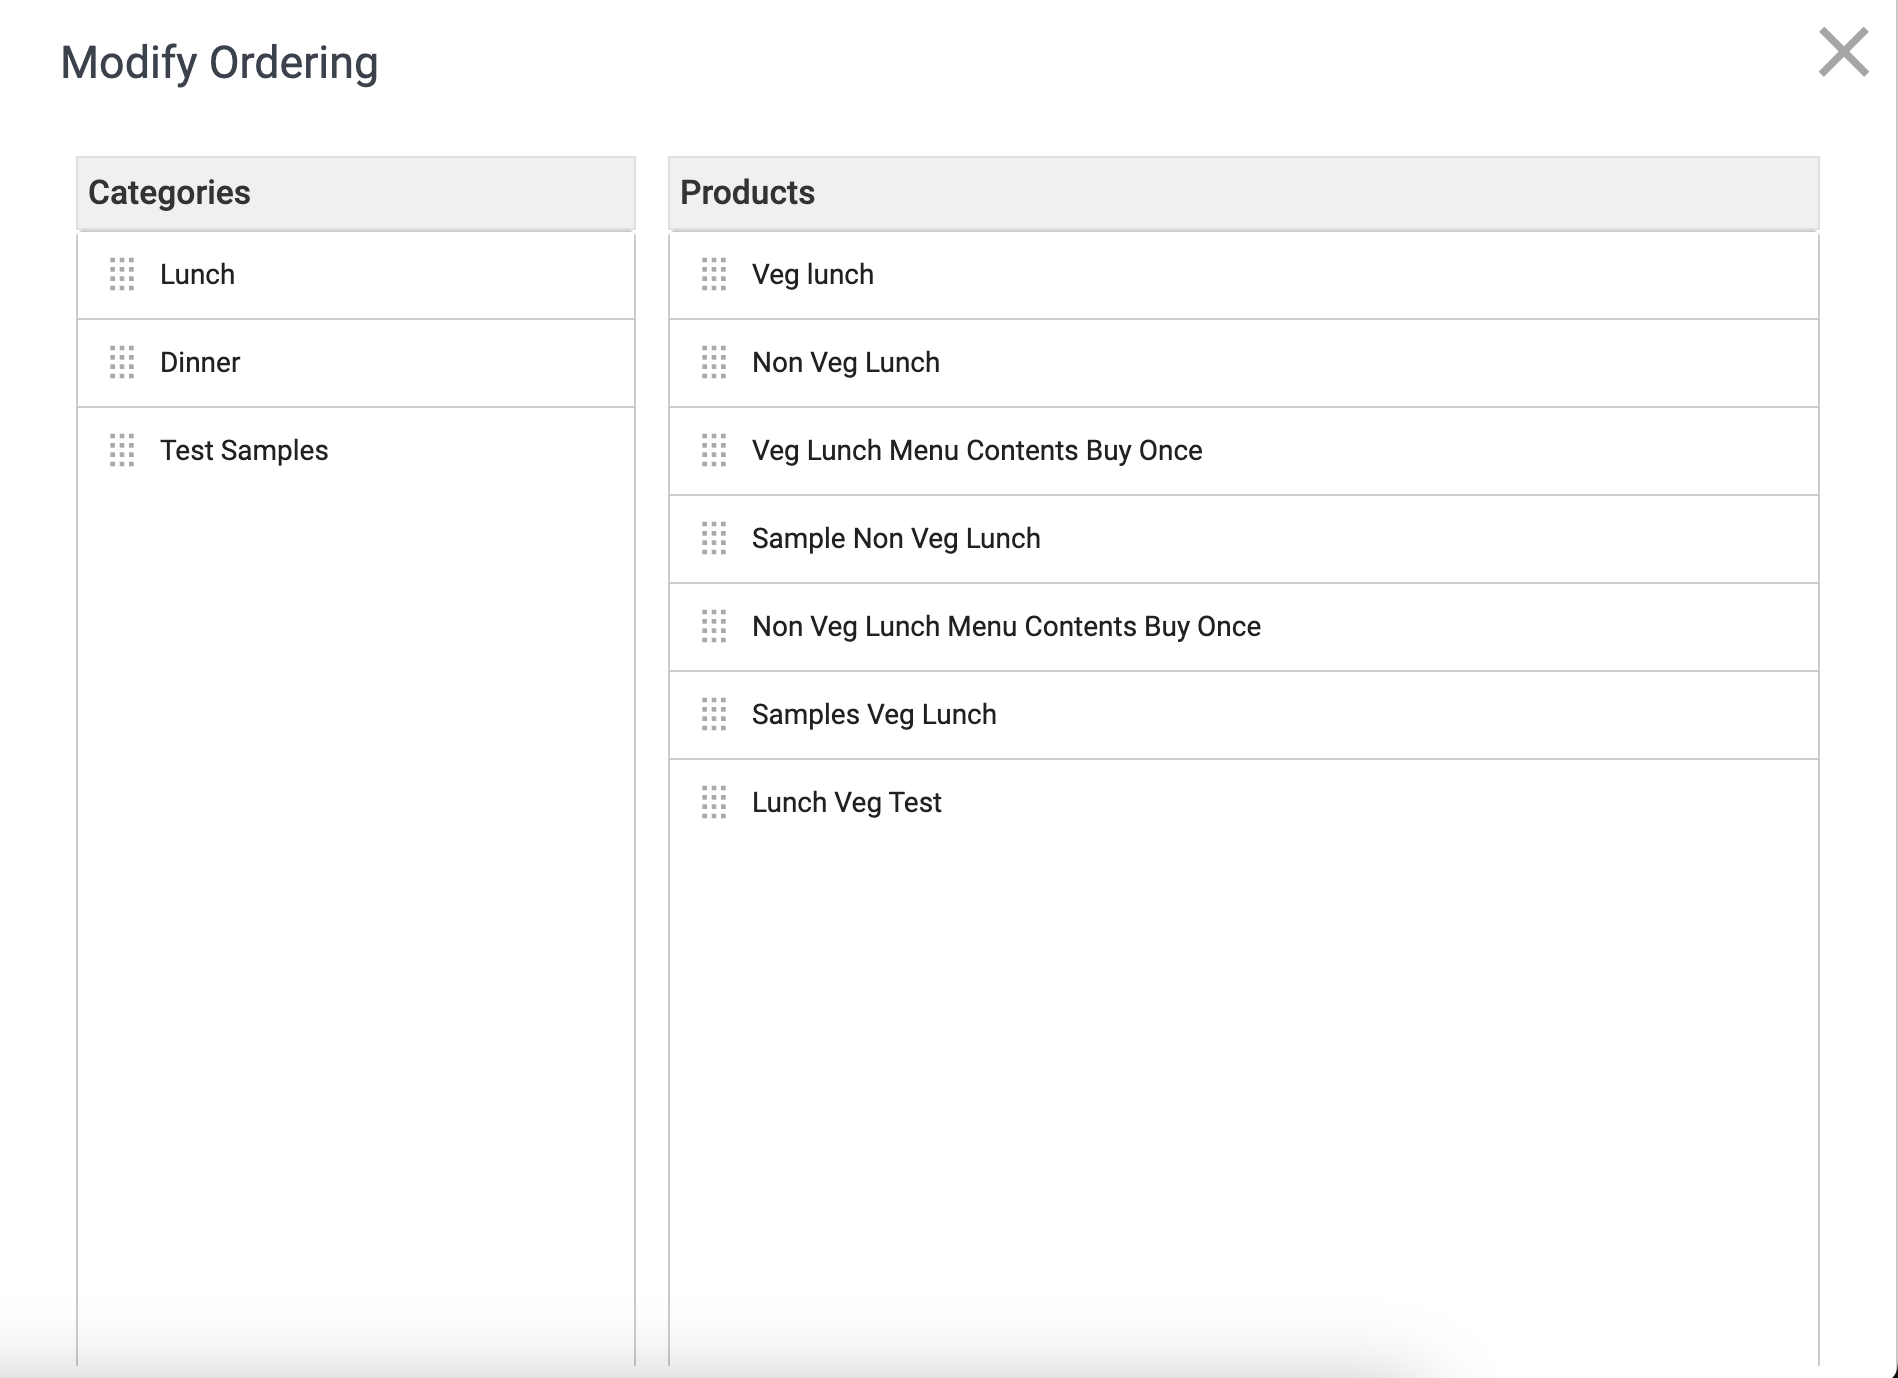 Modify Ordering
Categories
Lunch
Dinner
Test Samples
Products
Veg lunch
Non Veg Lunch
Veg Lunch Menu Contents Buy Once
Sample Non Veg Lunch
Non Veg Lunch Menu Contents Buy Once
Samples Veg Lunch
Lunch Veg Test